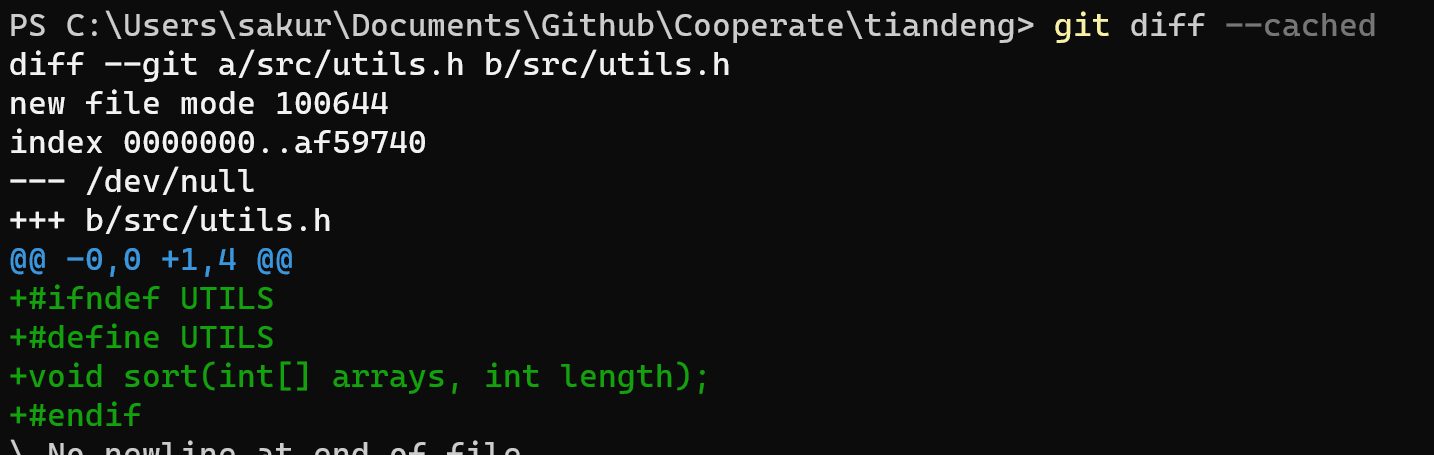 PS C:\Users\sakur\Documents\Github\Cooperate\tiandeng> git diff --cached
diff --git a/src/utils.h b/src/utils.h
new file mode 100644
index 0000000..af59740
--- /dev/null
+++ b/src/utils.h
@@ -0,0 +1,4 @@
+#ifndef UTILS
+#define UTILS
+void sort(int[] arrays, int length);
+#endif
\ No newline at end of file